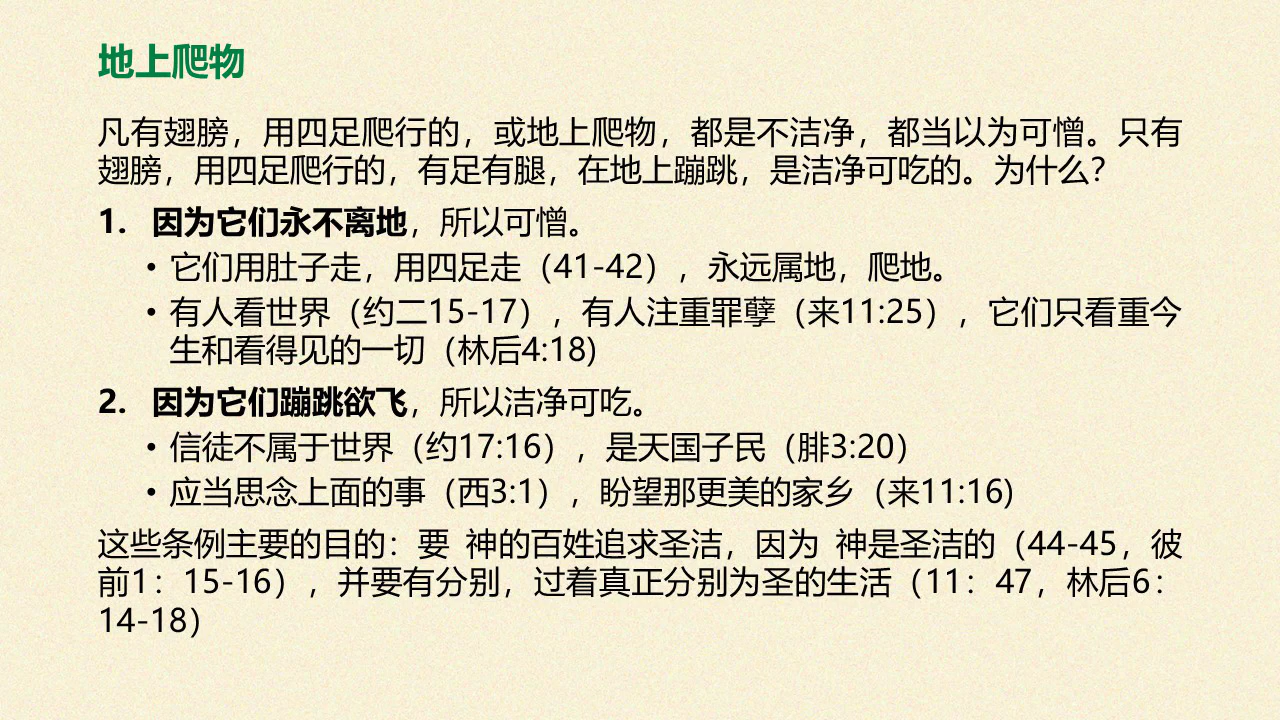 地上爬物
凡有翅膀，用四足爬行的，或地上爬物，都是不洁净，都当以为可憎。只有
翅膀，用四足爬行的，有足有腿，在地上蹦跳，是洁净可吃的。为什么？
1. 因为它们永不离地，所以可憎。
• 它们用肚子走，用四足走（41-42），永远属地，爬地。
• 有人看世界（约二15-17），有人注重罪孽（来11:25），它们只看重今
生和看得见的一切（林后4:18)
2. 因为它们蹦跳欲飞，所以洁净可吃。
• 信徒不属于世界（约17:16），是天国子民（腓3:20）
• 应当思念上面的事（西3:1），盼望那更美的家乡（来11:16)
这些条例主要的目的：要 神的百姓追求圣洁，因为 神是圣洁的（44-45，彼
前1：15-16），并要有分别，过着真正分别为圣的生活（11：47，林后6：
14-18）